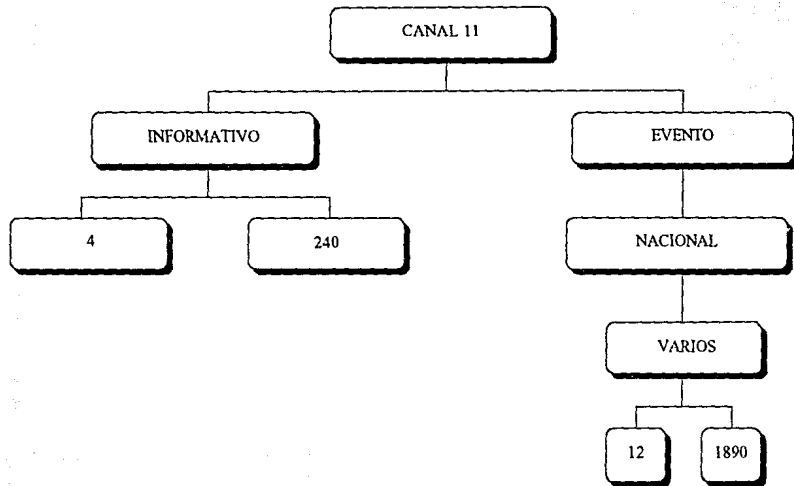 CANAL 11
INFORMATIVO
EVENTO
4
240
NACIONAL
VARIOS
12
1890